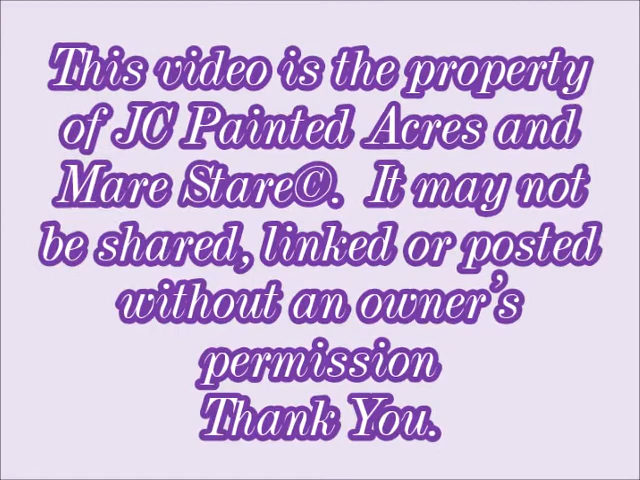 This video is the property
of JC Painted Acres and
Mare Stare©. It may not
be shared, linked or posted
without an owner's
permission
Thank You.